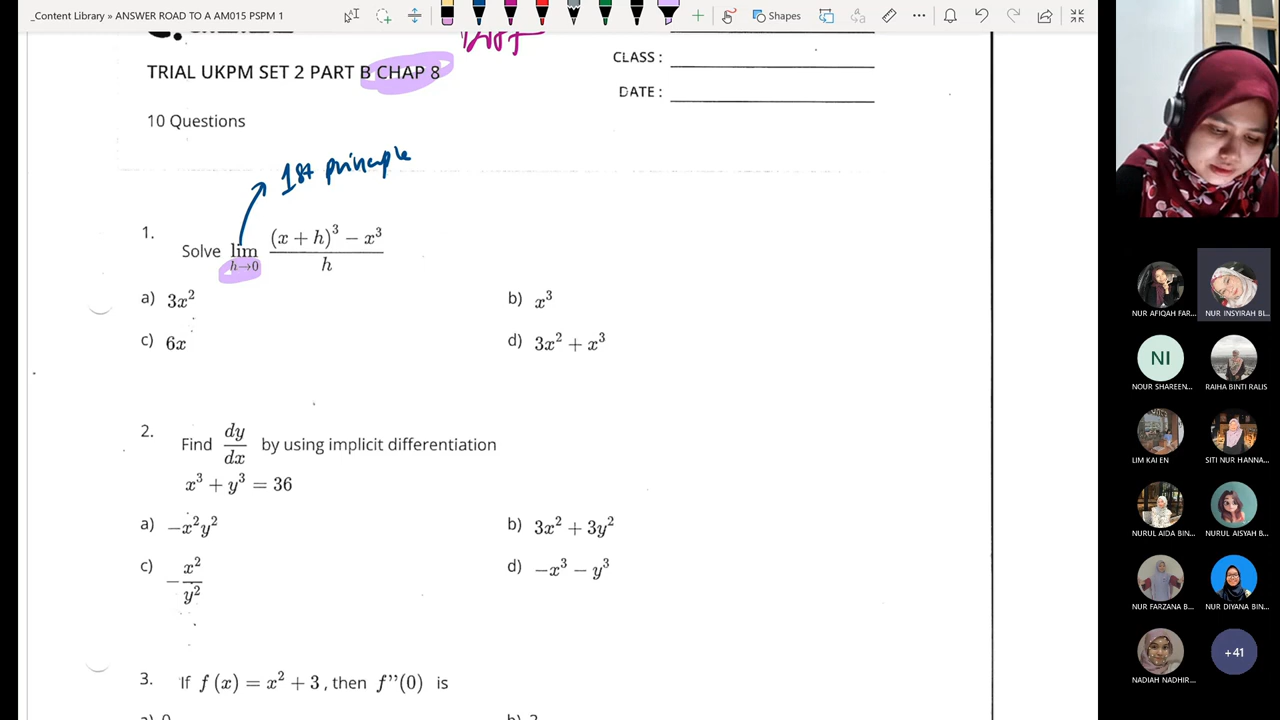 _Content Library » ANSWER ROAD TO A AM015 PSPM 1
Shapes
CLASS :
TRIAL UKPM SET 2 PART B CHAP 8
DATE :
10 Questions
1st principle
1.
Solve lim h→0 (x + h)³ − x³ / h
a) 3x²
b) x³
c) 6x
d) 3x² + x³
2.
Find dy/dx by using implicit differentiation
x³ + y³ = 36
a) −x²y²
b) 3x² + 3y²
c) − x²/y²
d) −x³ − y³
3.
If f (x) = x² + 3 , then f''(0) is
NUR AFIQAH FAR...
NUR INSYIRAH BI...
NI
NOUR SHAREEN...
RAIHA BINTI RALIS
LIM KAI EN
SITI NUR HANNA...
NURUL AIDA BIN...
NURUL AISYAH B...
NUR FARZANA B...
NUR DIYANA BIN...
NADIAH NADHIR...
+41